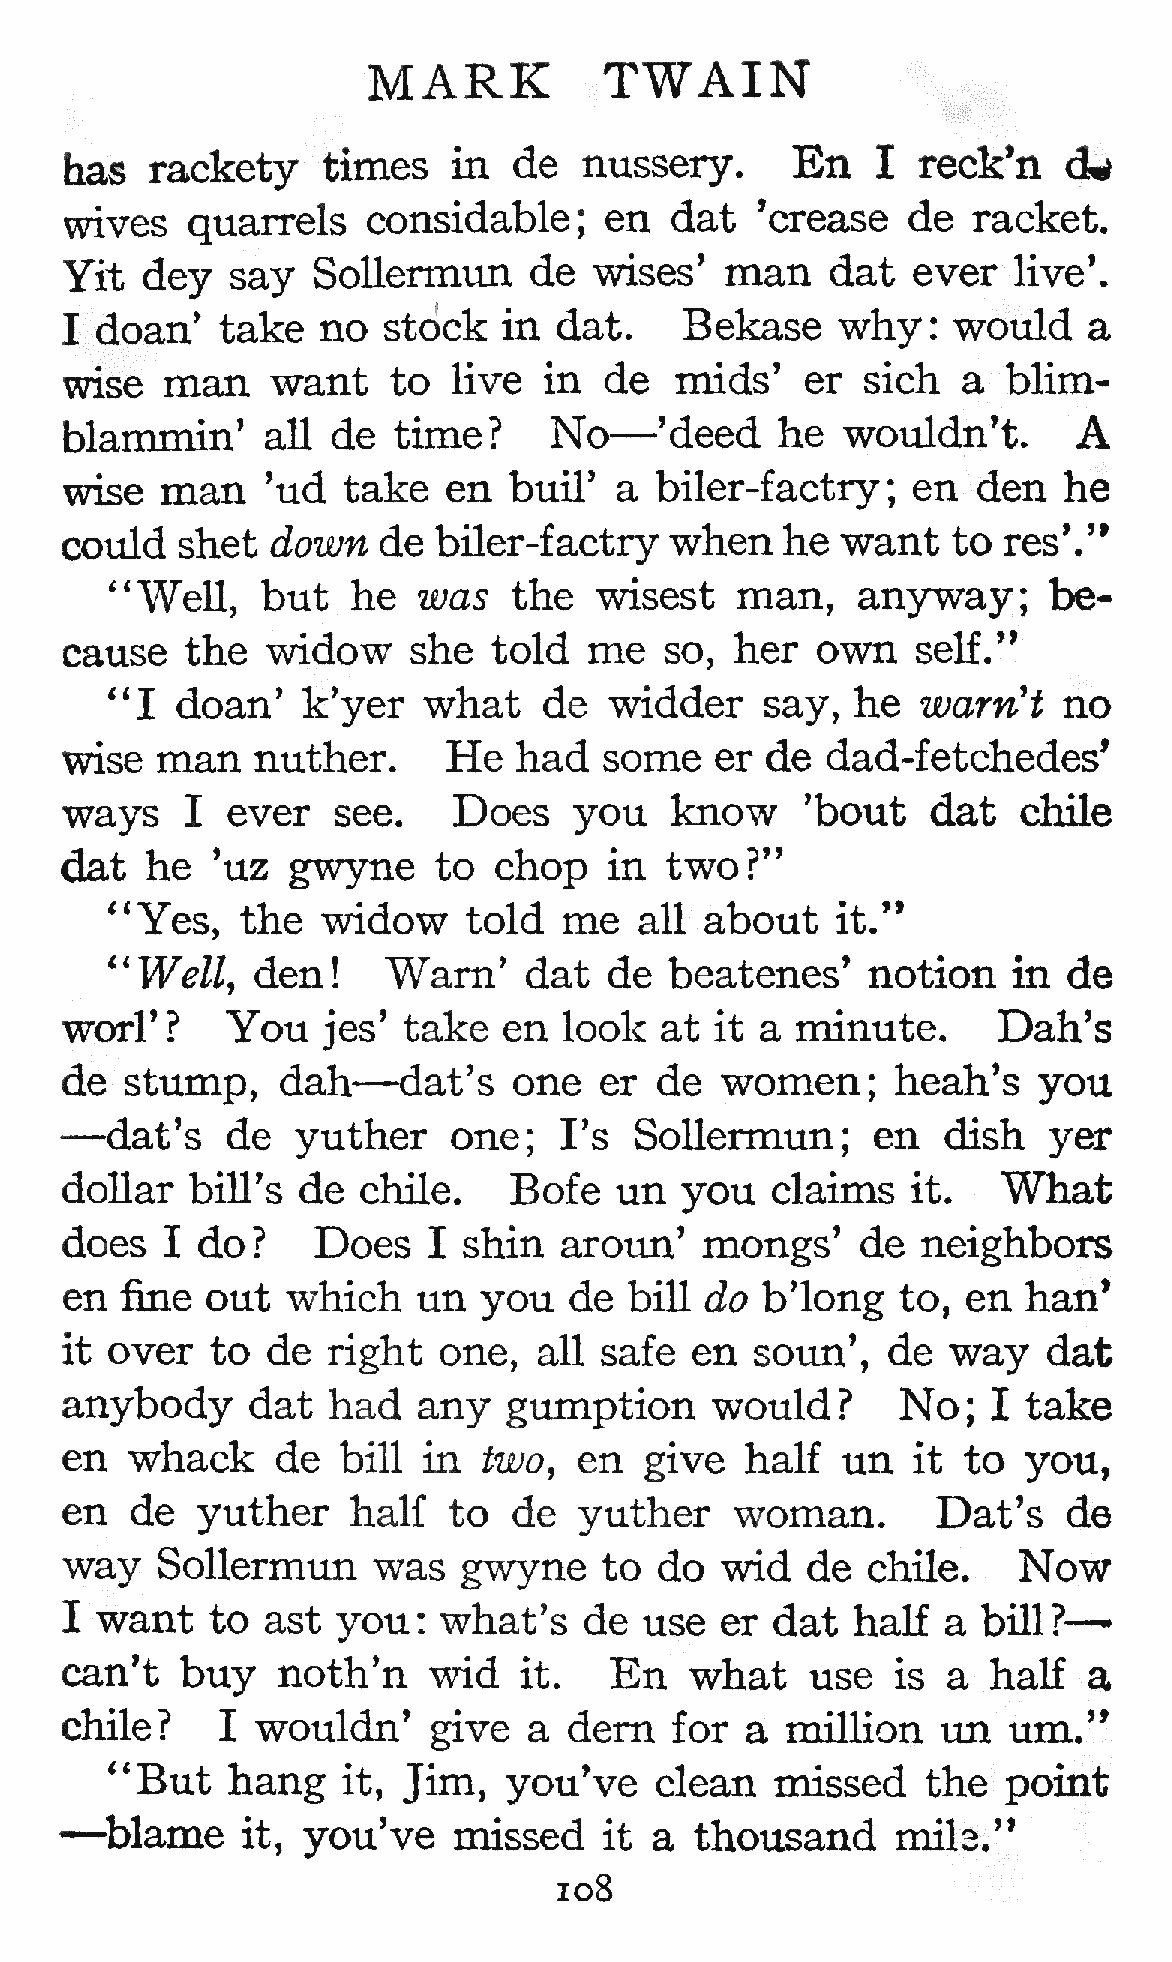 MARK TWAIN
has rackety times in de nussery. En I reck'n de
wives quarrels considable; en dat 'crease de racket.
Yit dey say Sollermun de wises' man dat ever live'.
I doan' take no stock in dat. Bekase why: would a
wise man want to live in de mids' er sich a blim-
blammin' all de time? No—'deed he wouldn't. A
wise man 'ud take en buil' a biler-factry; en den he
could shet down de biler-factry when he want to res'."
"Well, but he was the wisest man, anyway; be-
cause the widow she told me so, her own self."
"I doan' k'yer what de widder say, he warn't no
wise man nuther. He had some er de dad-fetchedes'
ways I ever see. Does you know 'bout dat chile
dat he 'uz gwyne to chop in two?"
"Yes, the widow told me all about it."
"Well, den! Warn' dat de beatenes' notion in de
worl'? You jes' take en look at it a minute. Dah's
de stump, dah—dat's one er de women; heah's you
—dat's de yuther one; I's Sollermun; en dish yer
dollar bill's de chile. Bofe un you claims it. What
does I do? Does I shin aroun' mongs' de neighbors
en fine out which un you de bill do b'long to, en han'
it over to de right one, all safe en soun', de way dat
anybody dat had any gumption would? No; I take
en whack de bill in two, en give half un it to you,
en de yuther half to de yuther woman. Dat's de
way Sollermun was gwyne to do wid de chile. Now
I want to ast you: what's de use er dat half a bill?—
can't buy noth'n wid it. En what use is a half a
chile? I wouldn' give a dern for a million un um."
"But hang it, Jim, you've clean missed the point
—blame it, you've missed it a thousand mile."
108